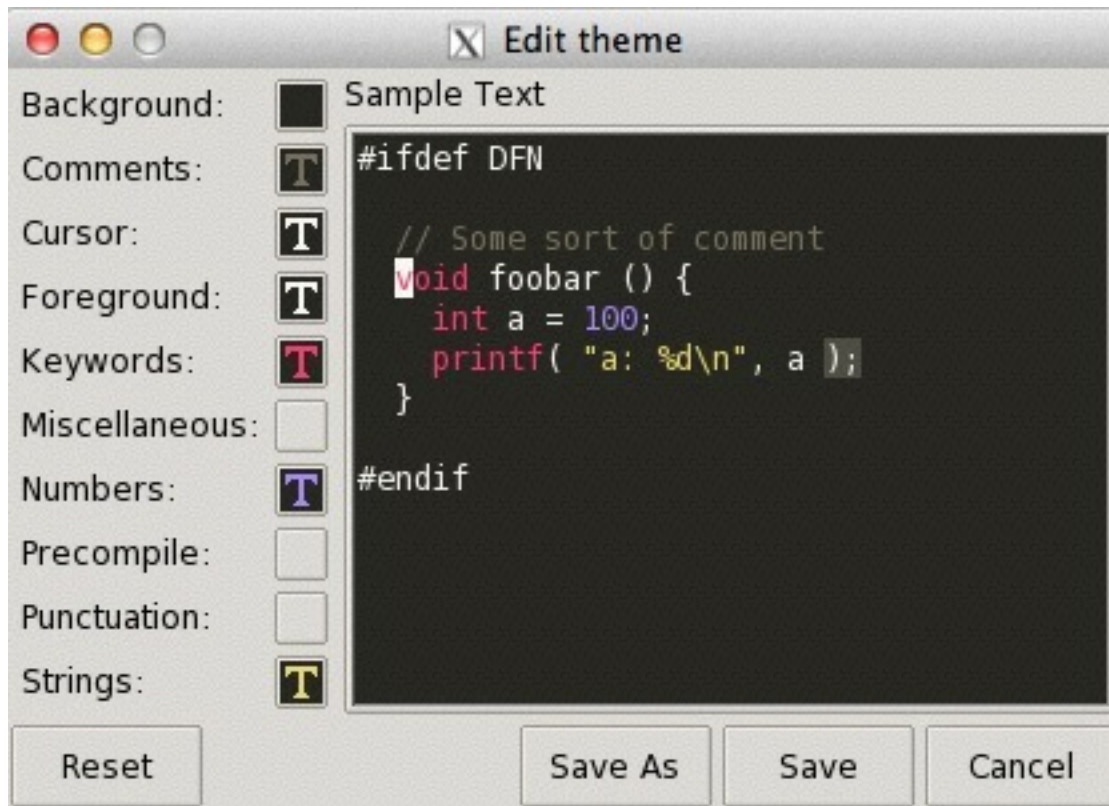 Edit theme
Background:
Comments: T
Cursor: T
Foreground: T
Keywords: T
Miscellaneous:
Numbers: T
Precompile:
Punctuation:
Strings: T
Sample Text
#ifdef DFN
// Some sort of comment
void foobar () {
int a = 100;
printf( "a: %d\n", a );
}
#endif
Reset
Save As
Save
Cancel